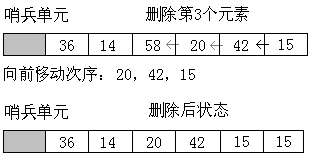 哨兵单元 删除第3个元素
36 14 58 ← 20 ← 42 ← 15
向前移动次序：20，42，15
哨兵单元 删除后状态
36 14 20 42 15 15